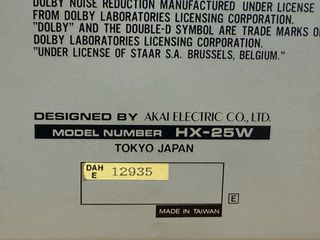 DOLBY NOISE REDUCTION MANUFACTURED UNDER LICENSE
FROM DOLBY LABORATORIES LICENSING CORPORATION.
"DOLBY" AND THE DOUBLE-D SYMBOL ARE TRADE MARKS O
DOLBY LABORATORIES LICENSING CORPORATION.
"UNDER LICENSE OF STAAR S.A. BRUSSELS, BELGIUM."
DESIGNED BY AKAI ELECTRIC CO., LTD.
MODEL NUMBER HX-25W
TOKYO JAPAN
DAH
E 12935
E
MADE IN TAIWAN